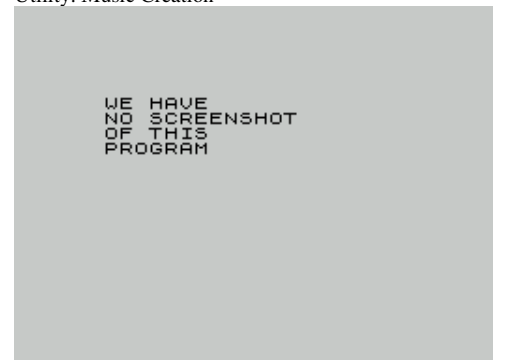 Utility: Music Creation
WE HAVE
NO SCREENSHOT
OF THIS
PROGRAM